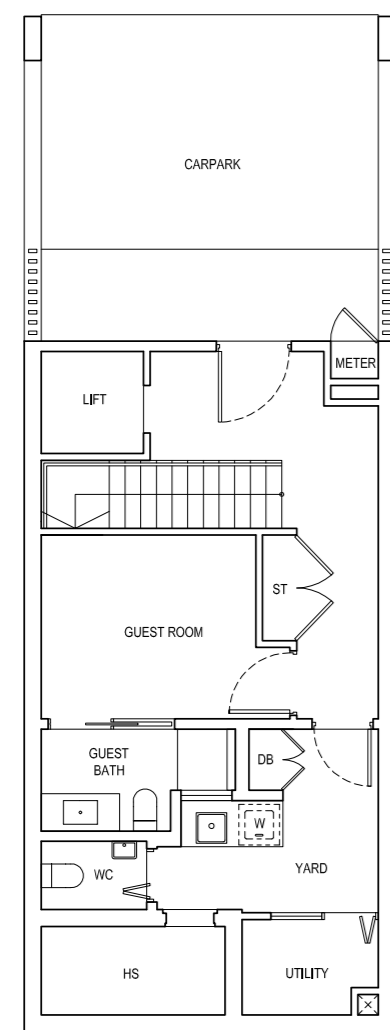 CARPARK
METER
LIFT
ST
GUEST ROOM
GUEST
BATH
DB
W
YARD
WC
HS
UTILITY